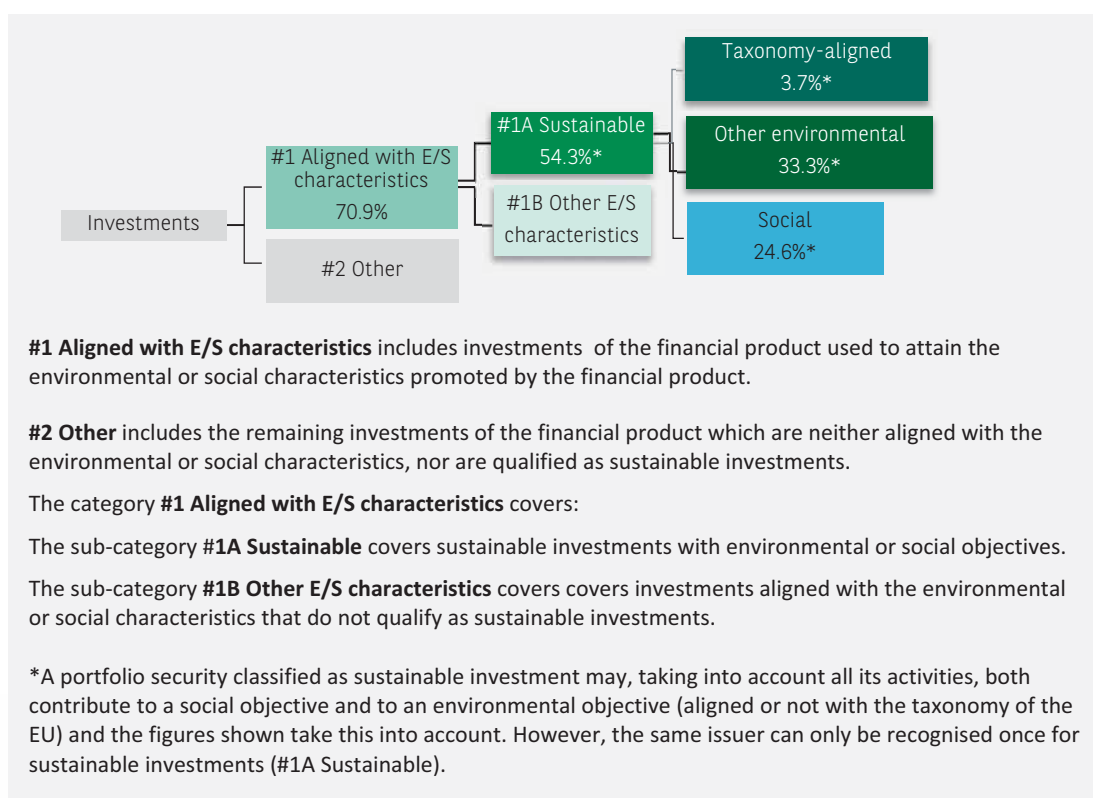 Investments
#1 Aligned with E/S
characteristics
70.9%
#2 Other
#1A Sustainable
54.3%*
#1B Other E/S
characteristics
Taxonomy-aligned
3.7%*
Other environmental
33.3%*
Social
24.6%*
#1 Aligned with E/S characteristics includes investments of the financial product used to attain the
environmental or social characteristics promoted by the financial product.
#2 Other includes the remaining investments of the financial product which are neither aligned with the
environmental or social characteristics, nor are qualified as sustainable investments.
The category #1 Aligned with E/S characteristics covers:
The sub-category #1A Sustainable covers sustainable investments with environmental or social objectives.
The sub-category #1B Other E/S characteristics covers covers investments aligned with the environmental
or social characteristics that do not qualify as sustainable investments.
*A portfolio security classified as sustainable investment may, taking into account all its activities, both
contribute to a social objective and to an environmental objective (aligned or not with the taxonomy of the
EU) and the figures shown take this into account. However, the same issuer can only be recognised once for
sustainable investments (#1A Sustainable).